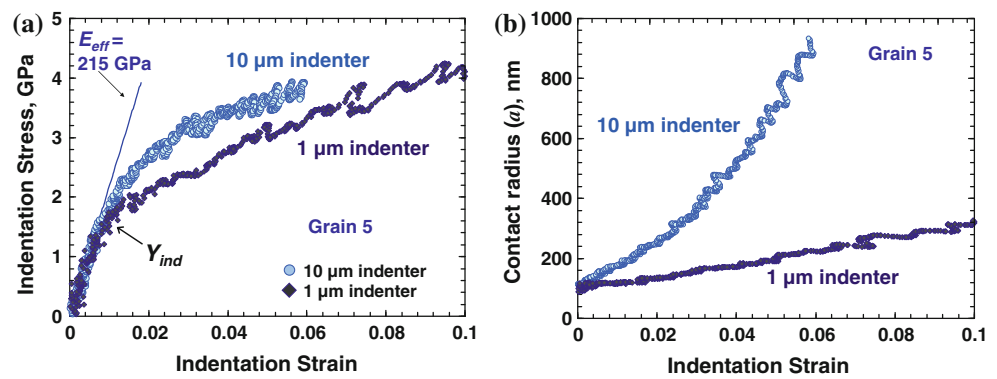 (a)
E_eff =
215 GPa
10 μm indenter
1 μm indenter
Y_ind
Grain 5
10 μm indenter
1 μm indenter
Indentation Stress, GPa
5
4
3
2
1
0
0
0.02
0.04
0.06
0.08
0.1
Indentation Strain
(b)
Grain 5
10 μm indenter
1 μm indenter
Contact radius (a), nm
1000
800
600
400
200
0
0
0.02
0.04
0.06
0.08
0.1
Indentation Strain